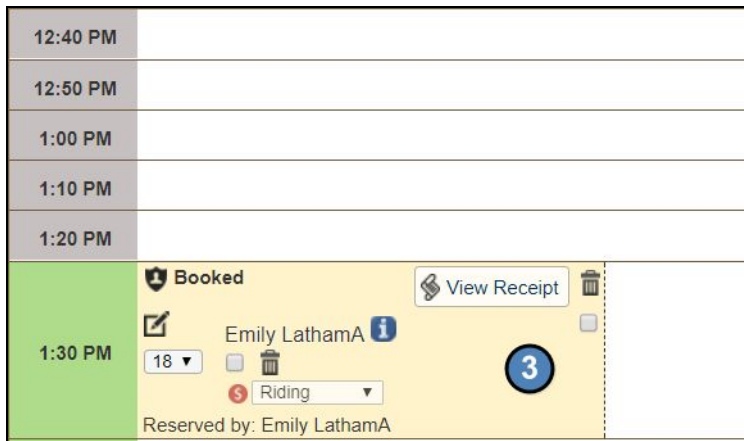 12:40 PM
12:50 PM
1:00 PM
1:10 PM
1:20 PM
1:30 PM
Booked
View Receipt
Emily LathamA
18
Riding
3
Reserved by: Emily LathamA